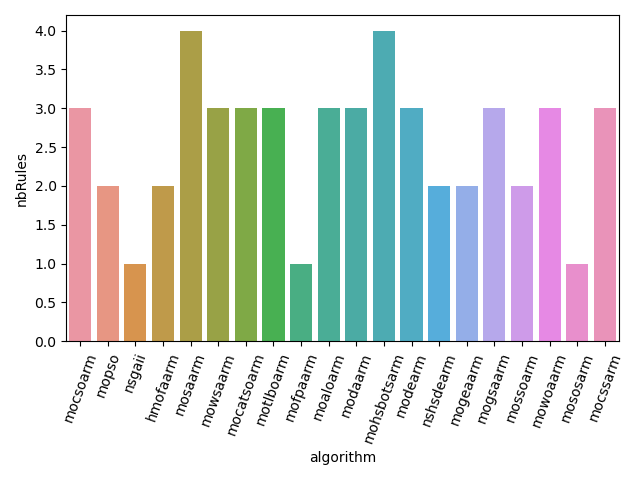 4.0
3.5
3.0
2.5
2.0
1.5
1.0
0.5
0.0
nbRules
mocsoarm
mopso
nsgaii
hmofaarm
mosaarm
mowsaarm
mocatsoarm
motlboarm
mofpaarm
moaloarm
modaarm
mohsbotsarm
modearm
nshsdearm
mogeaarm
mogsaarm
mossoarm
mowoaarm
mososarm
mocssarm
algorithm